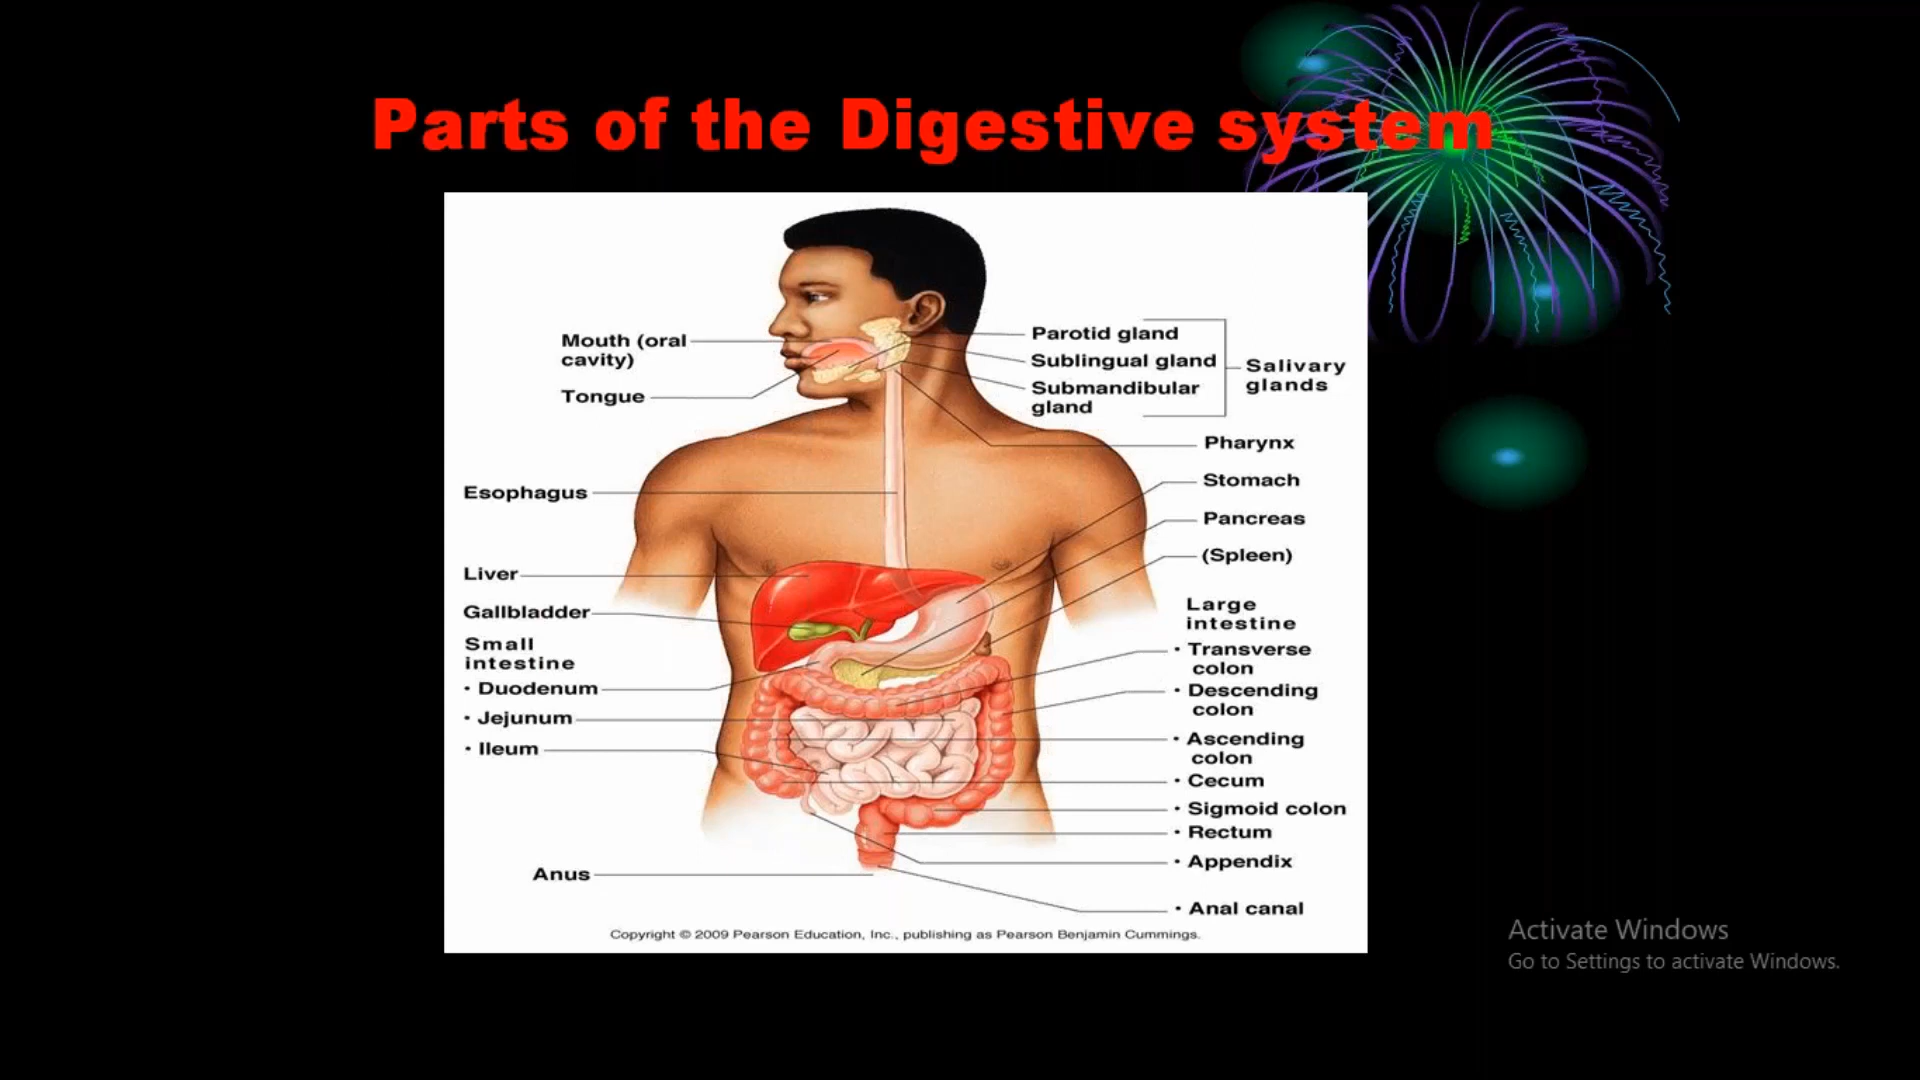 Parts of the Digestive system
Mouth (oral
cavity)
Tongue
Esophagus
Liver
Gallbladder
Small
intestine
· Duodenum
· Jejunum
· Ileum
Anus
Parotid gland
Sublingual gland
Submandibular
gland
Salivary
glands
Pharynx
Stomach
Pancreas
(Spleen)
Large
intestine
· Transverse
colon
· Descending
colon
· Ascending
colon
· Cecum
· Sigmoid colon
· Rectum
· Appendix
· Anal canal
Copyright © 2009 Pearson Education, Inc., publishing as Pearson Benjamin Cummings.
Activate Windows
Go to Settings to activate Windows.